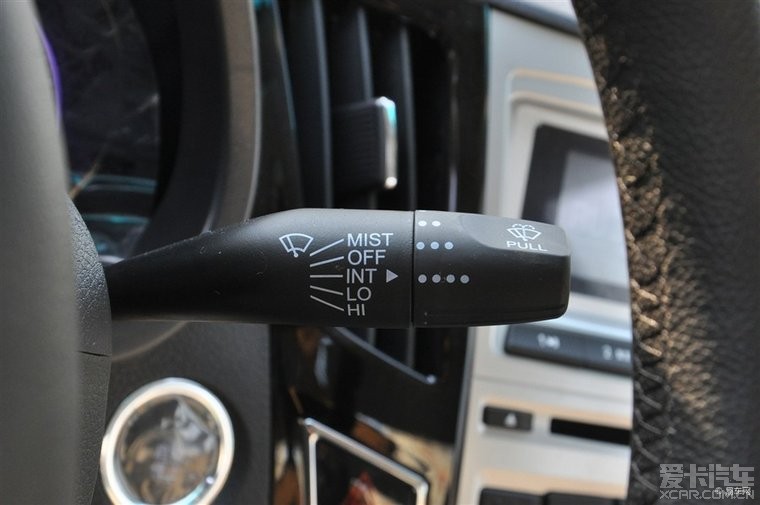 MIST
OFF
INT
LO
HI
PULL
爱卡汽车
XCAR.COM.CN